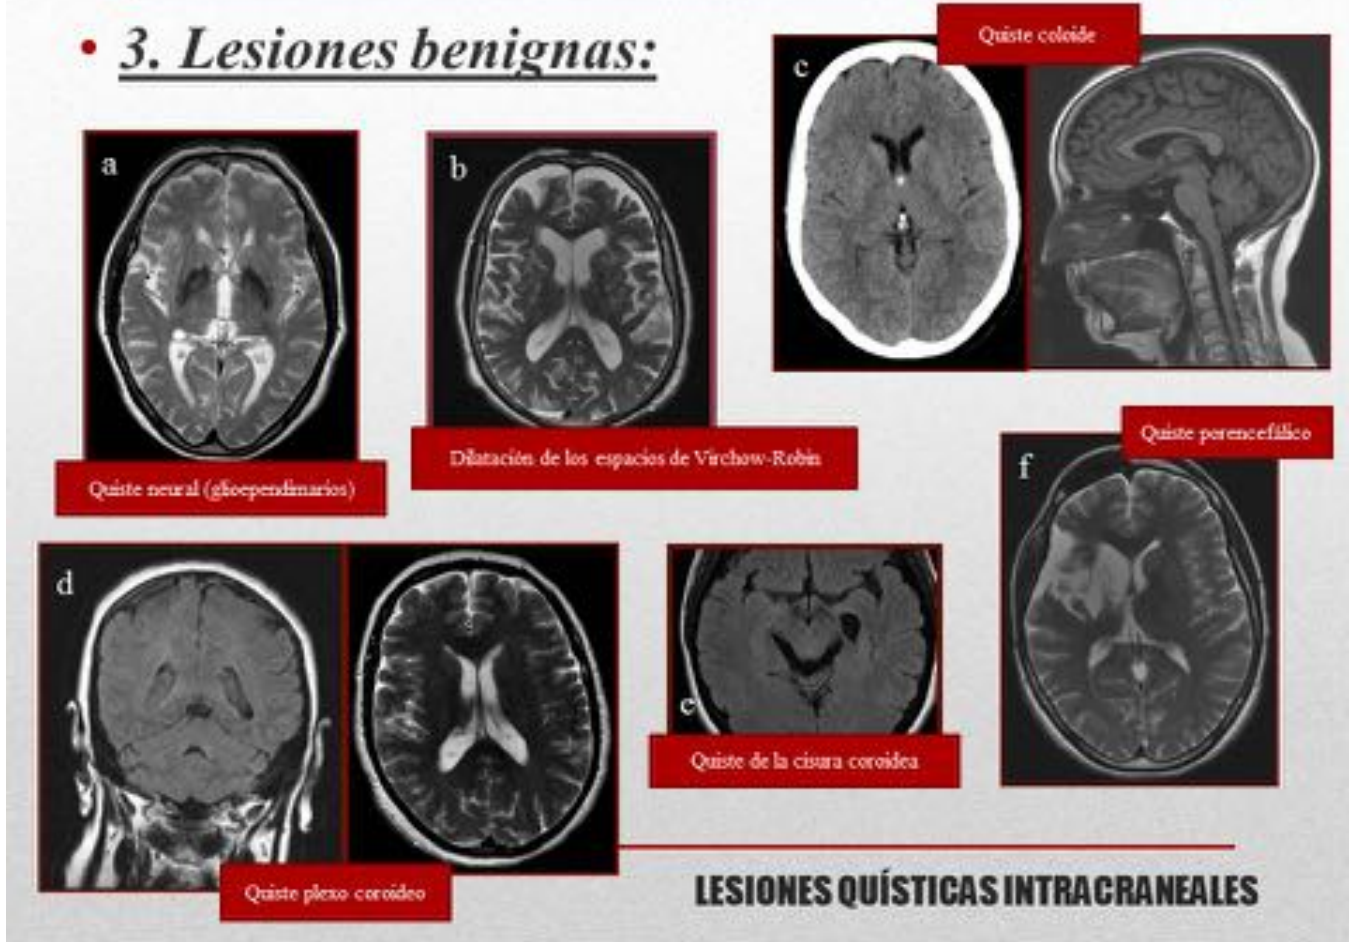 • 3. Lesiones benignas:
a
Quiste neural (glioependimarios)
b
Dilatación de los espacios de Virchow-Robin
Quiste coloide
c
d
Quiste plexo coroideo
e
Quiste de la cisura coroidea
Quiste porencefálico
f
LESIONES QUÍSTICAS INTRACRANEALES